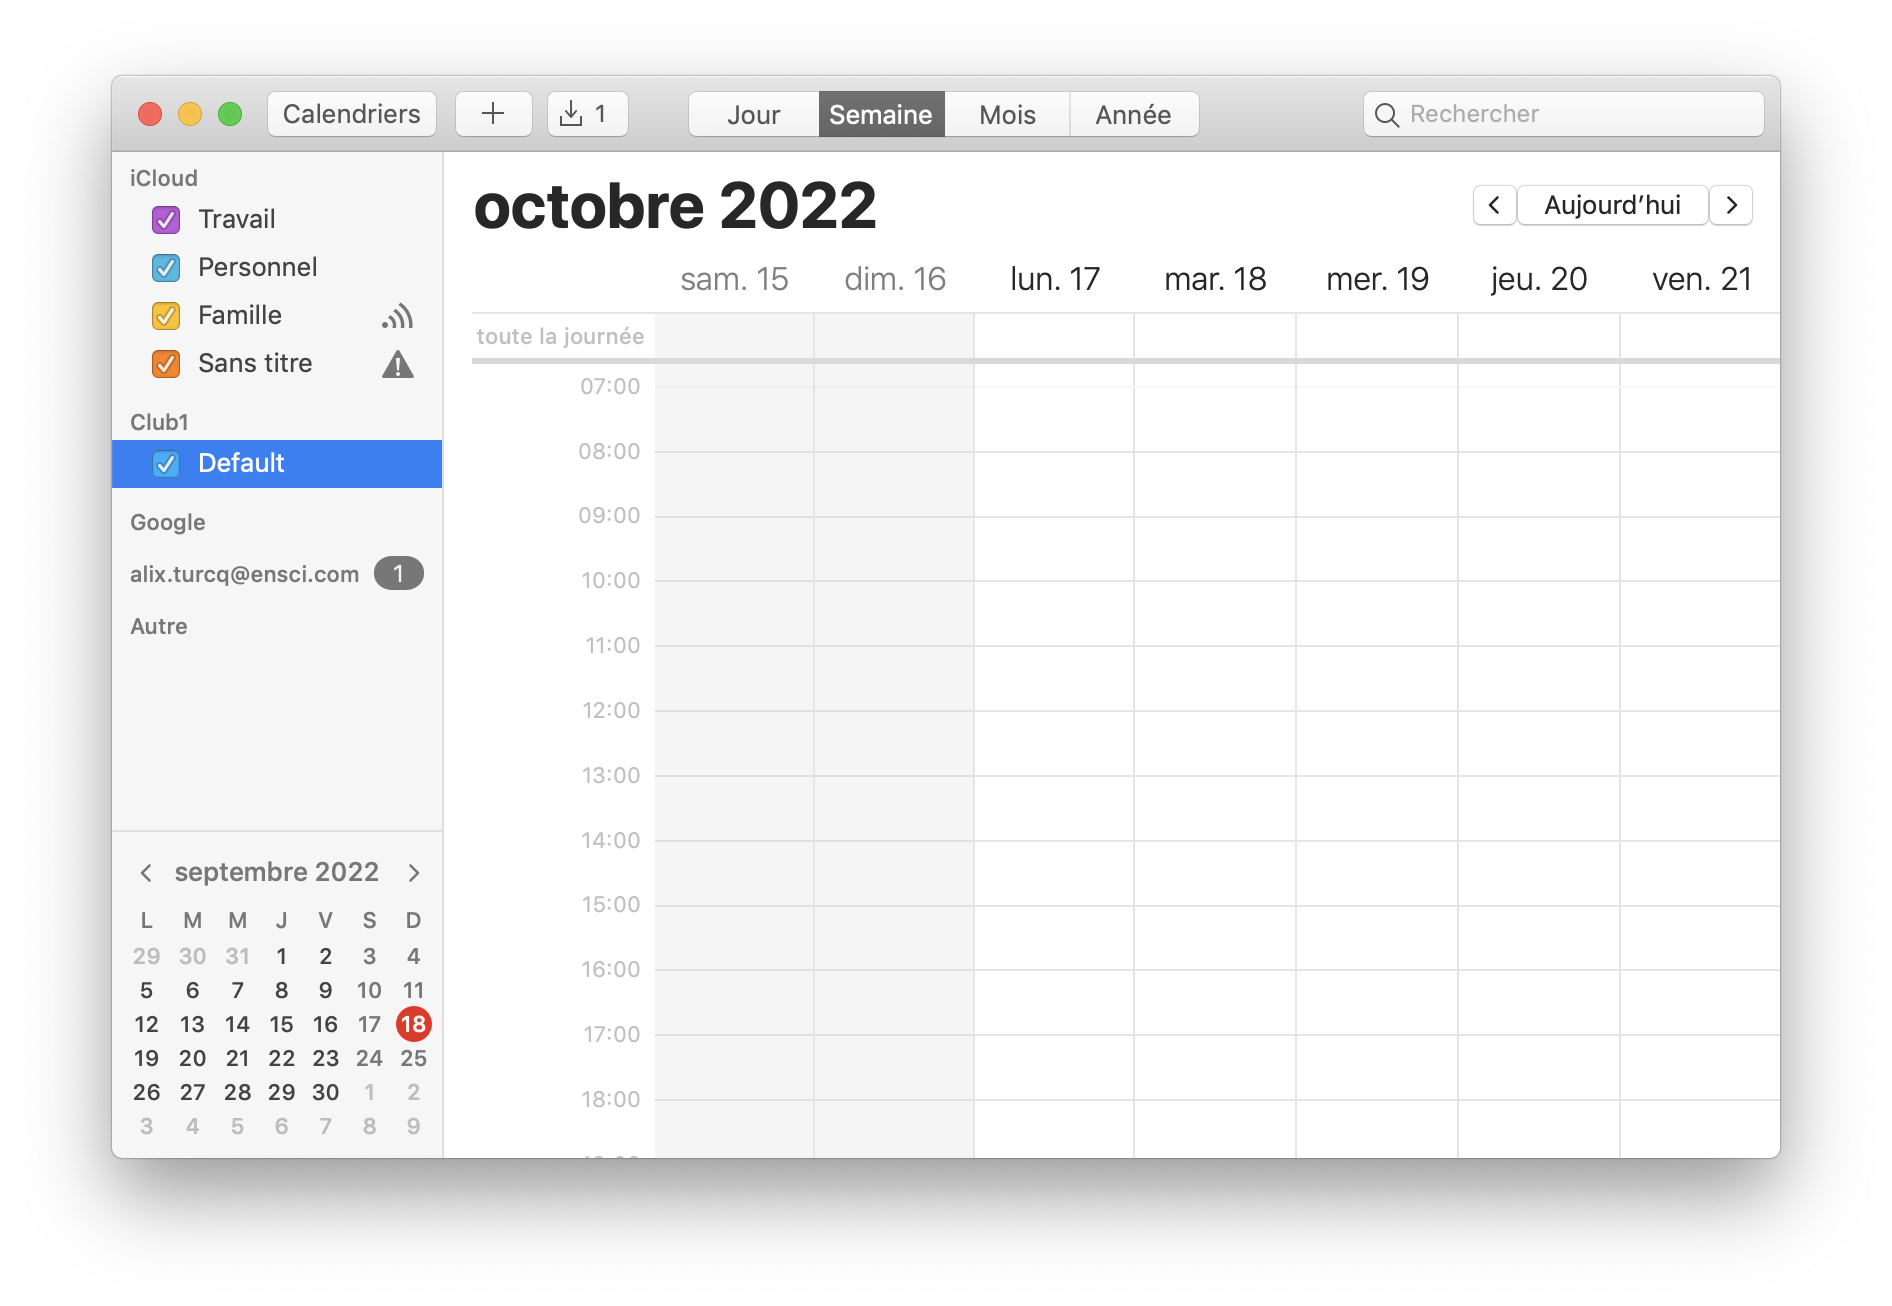 Calendriers
1
Jour
Semaine
Mois
Année
Rechercher
iCloud
Travail
Personnel
Famille
Sans titre
Club1
Default
Google
alix.turcq@ensci.com 1
Autre
septembre 2022
L M M J V S D
29 30 31 1 2 3 4
5 6 7 8 9 10 11
12 13 14 15 16 17 18
19 20 21 22 23 24 25
26 27 28 29 30 1 2
3 4 5 6 7 8 9
octobre 2022
Aujourd’hui
sam. 15 dim. 16 lun. 17 mar. 18 mer. 19 jeu. 20 ven. 21
toute la journée
07:00
08:00
09:00
10:00
11:00
12:00
13:00
14:00
15:00
16:00
17:00
18:00